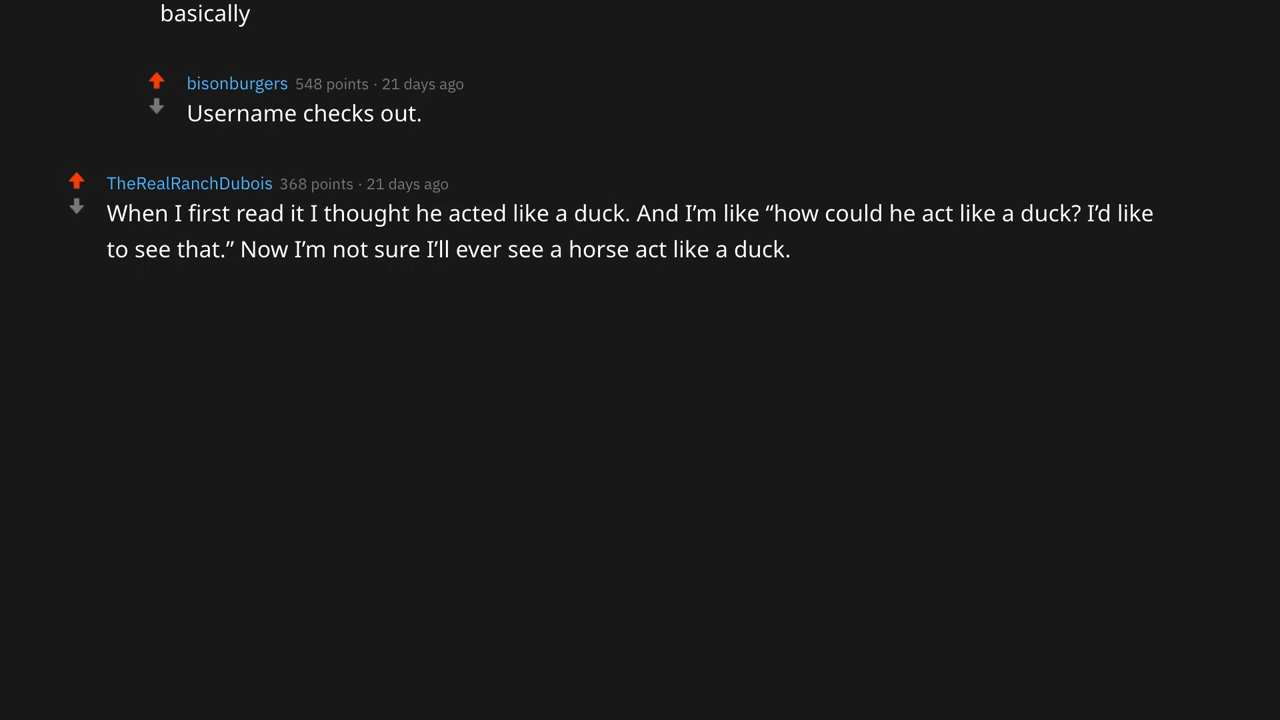 basically
bisonburgers 548 points · 21 days ago
Username checks out.
TheRealRanchDubois 368 points · 21 days ago
When I first read it I thought he acted like a duck. And I’m like “how could he act like a duck? I’d like
to see that.” Now I’m not sure I’ll ever see a horse act like a duck.